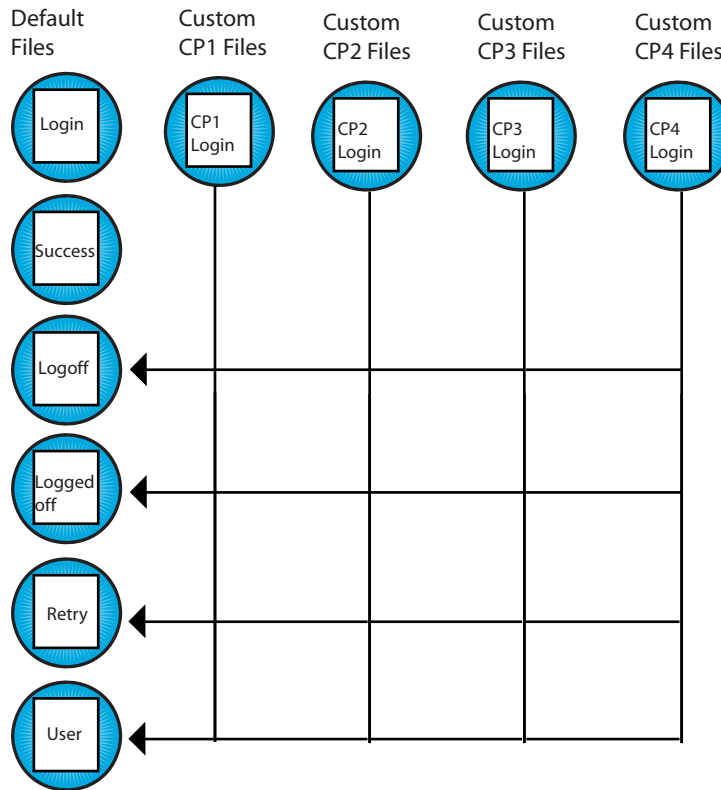 Default
Files
Custom
CP1 Files
Custom
CP2 Files
Custom
CP3 Files
Custom
CP4 Files
Login
CP1
Login
CP2
Login
CP3
Login
CP4
Login
Success
Logoff
Logged
off
Retry
User